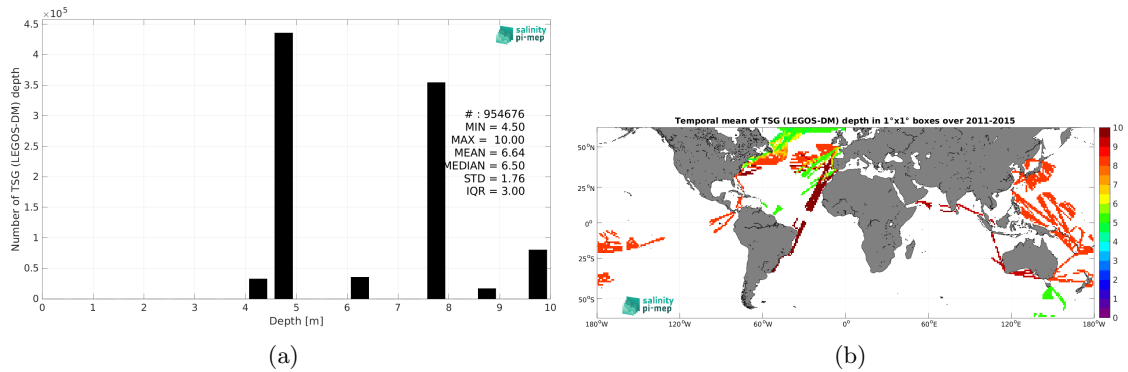 ×10⁵
4.5
4
3.5
3
2.5
2
1.5
1
0.5
0
Number of TSG (LEGOS-DM) depth
salinity
pi-mep
# : 954676
MIN = 4.50
MAX = 10.00
MEAN = 6.64
MEDIAN = 6.50
STD = 1.76
IQR = 3.00
0 1 2 3 4 5 6 7 8 9 10
Depth [m]
(a)
Temporal mean of TSG (LEGOS-DM) depth in 1°x1° boxes over 2011-2015
50°N
25°N
0°
25°S
50°S
salinity
pi-mep
180°W 120°W 60°W 0° 60°E 120°E 180°W
10
9
8
7
6
5
4
3
2
1
0
(b)